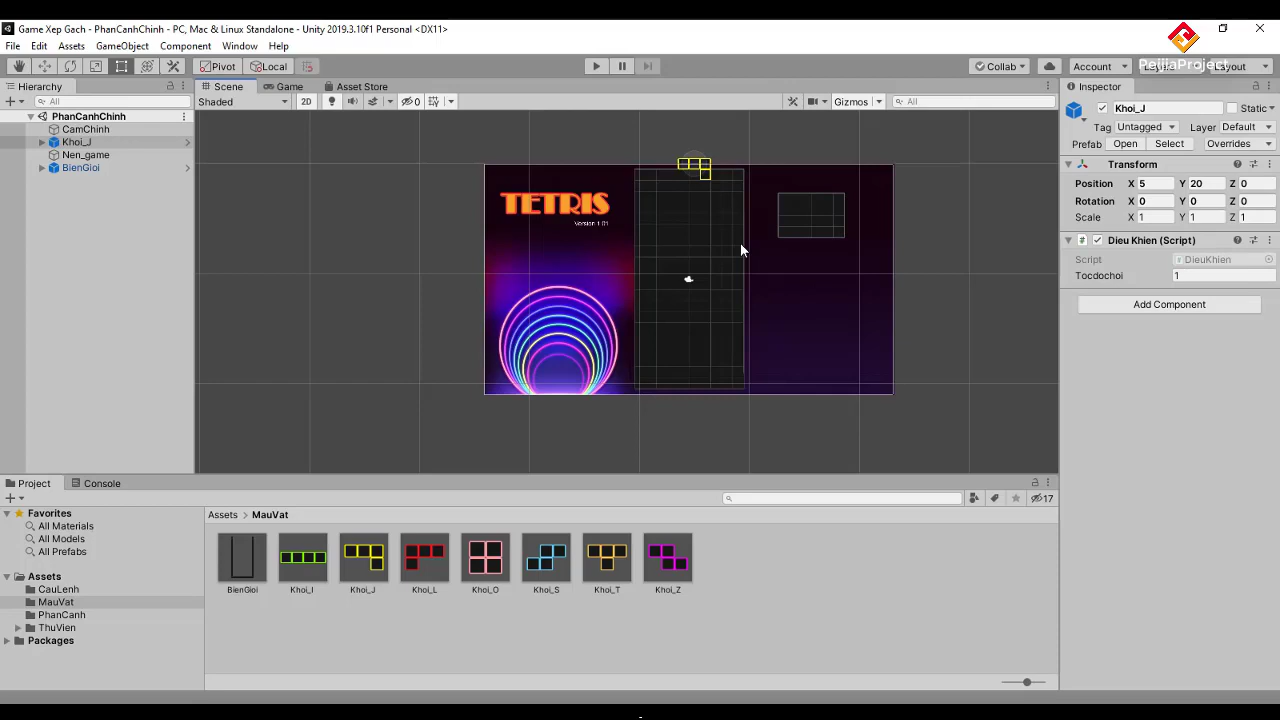 Game Xep Gach - PhanCanhChinh - PC, Mac & Linux Standalone - Unity 2019.3.10f1 Personal <DX11>
File Edit Assets GameObject Component Window Help
PeijiaProject
Pivot Local Collab Account Layers Layout
Hierarchy Scene Game Asset Store Inspector
All Shaded 2D 0 Gizmos All
Khoi_J Static
PhanCanhChinh
CamChinh
Khoi_J
Nen_game
BienGioi
Tag Untagged Layer Default
Prefab Open Select Overrides
Transform
Position X 5 Y 20 Z 0
Rotation X 0 Y 0 Z 0
Scale X 1 Y 1 Z 1
Dieu Khien (Script)
Script DieuKhien
Tocdochoi 1
Add Component
TETRIS
Version 1.01
Project Console
17
Favorites
All Materials
All Models
All Prefabs
Assets
CauLenh
MauVat
PhanCanh
ThuVien
Packages
Assets > MauVat
BienGioi Khoi_I Khoi_J Khoi_L Khoi_O Khoi_S Khoi_T Khoi_Z